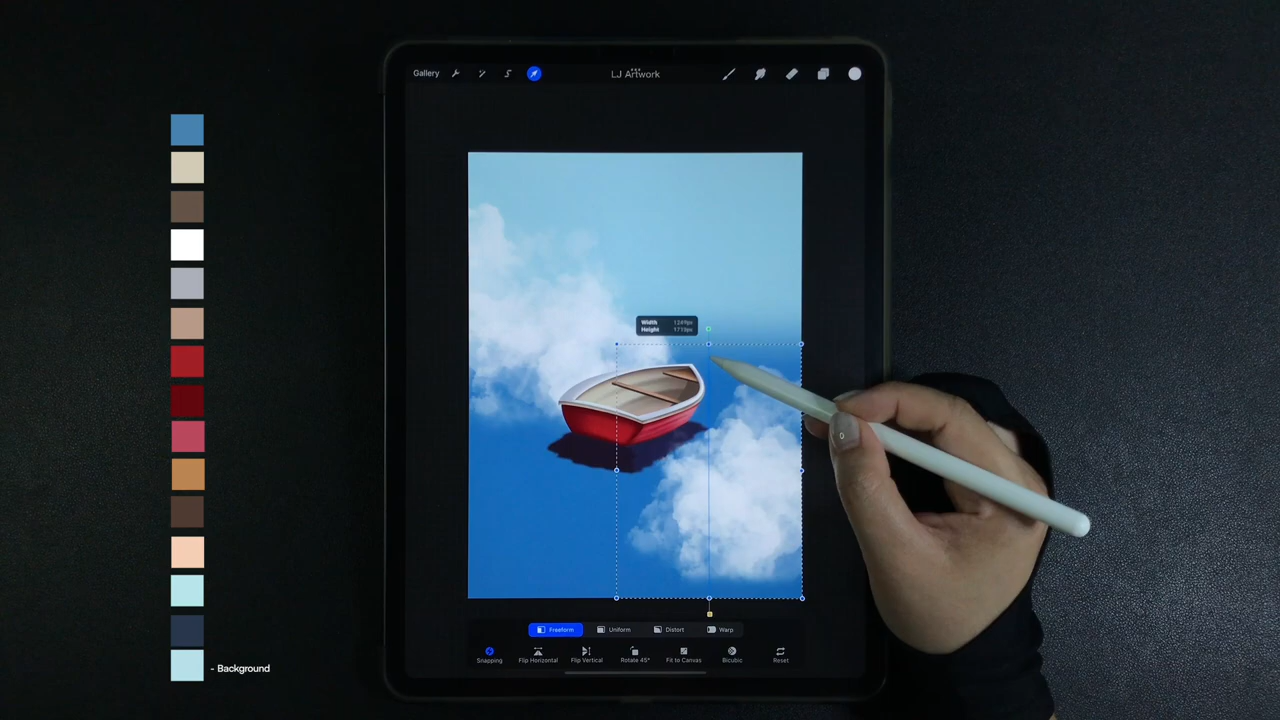 Gallery
LJ Artwork
Width 1249px
Freeform Uniform Distort Warp
Snapping Flip Horizontal Flip Vertical Rotate 45° Fit to Canvas Bicubic Reset
Height
- Background